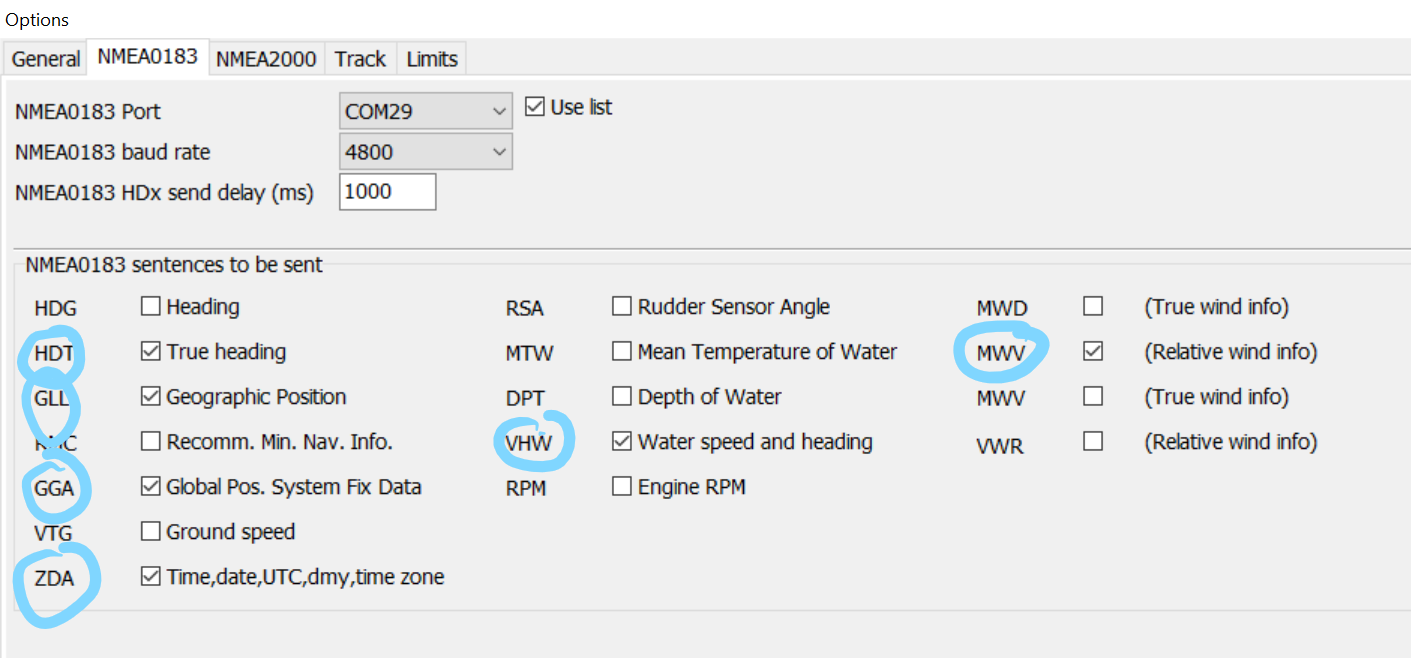 Options
General NMEA0183 NMEA2000 Track Limits
NMEA0183 Port COM29 Use list
NMEA0183 baud rate 4800
NMEA0183 HDx send delay (ms) 1000
NMEA0183 sentences to be sent
HDG Heading RSA Rudder Sensor Angle MWD (True wind info)
HDT True heading MTW Mean Temperature of Water MWV (Relative wind info)
GLL Geographic Position DPT Depth of Water MWV (True wind info)
RMC Recomm. Min. Nav. Info. VHW Water speed and heading VWR (Relative wind info)
GGA Global Pos. System Fix Data RPM Engine RPM
VTG Ground speed
ZDA Time,date,UTC,dmy,time zone